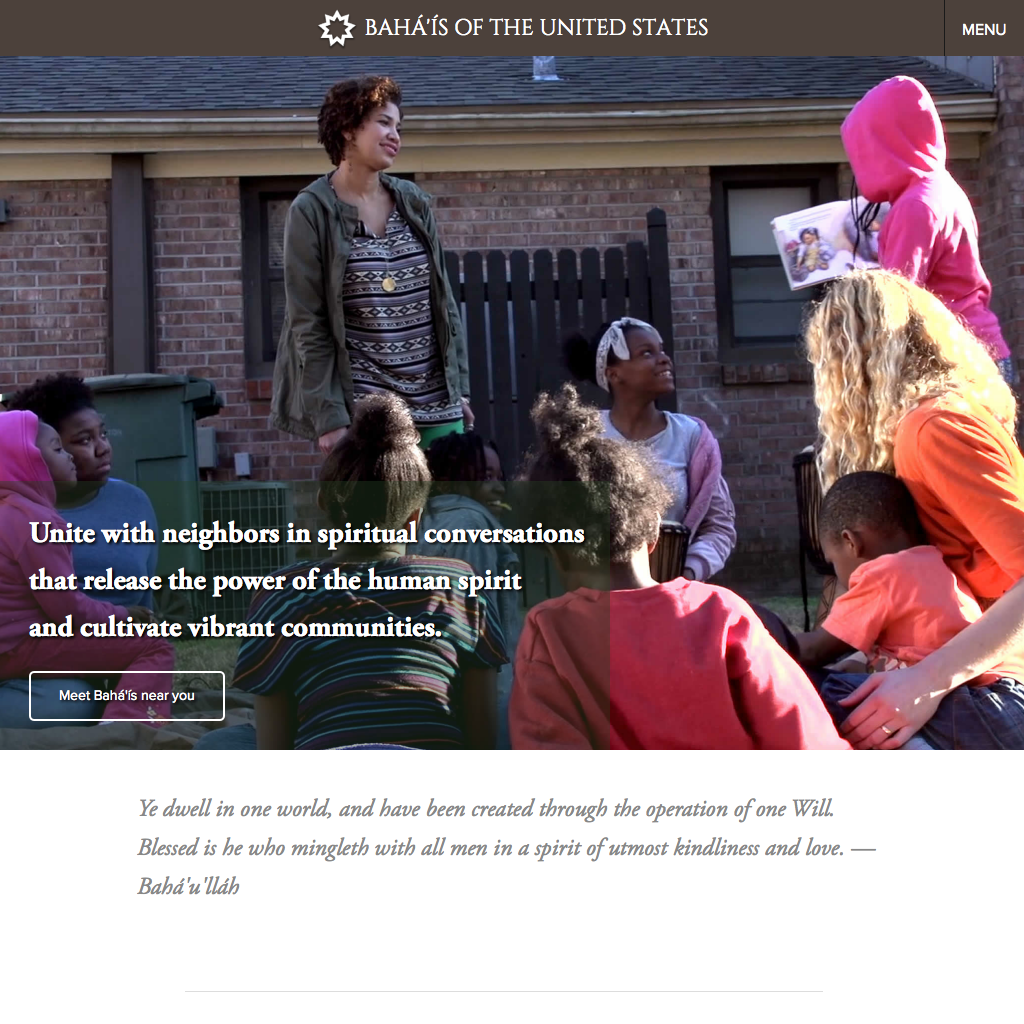 BAHÁ'ÍS OF THE UNITED STATES
MENU
Unite with neighbors in spiritual conversations
that release the power of the human spirit
and cultivate vibrant communities.
Meet Bahá'ís near you
Ye dwell in one world, and have been created through the operation of one Will.
Blessed is he who mingleth with all men in a spirit of utmost kindliness and love. —
Bahá'u'lláh